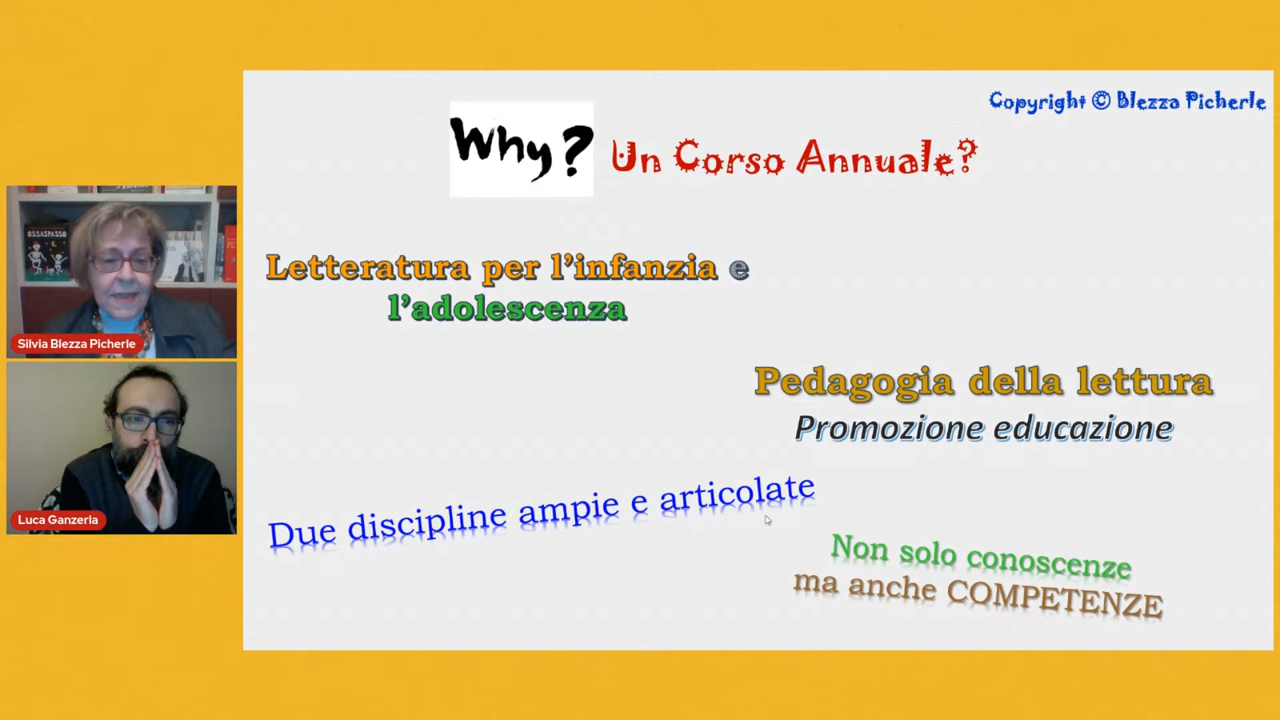 Copyright © Blezza Picherle
Why? Un Corso Annuale?
Letteratura per l'infanzia e
l'adolescenza
Pedagogia della lettura
Promozione educazione
Due discipline ampie e articolate
Non solo conoscenze
ma anche COMPETENZE
OSSASPASSO
Silvia Blezza Picherle
Luca Ganzerla